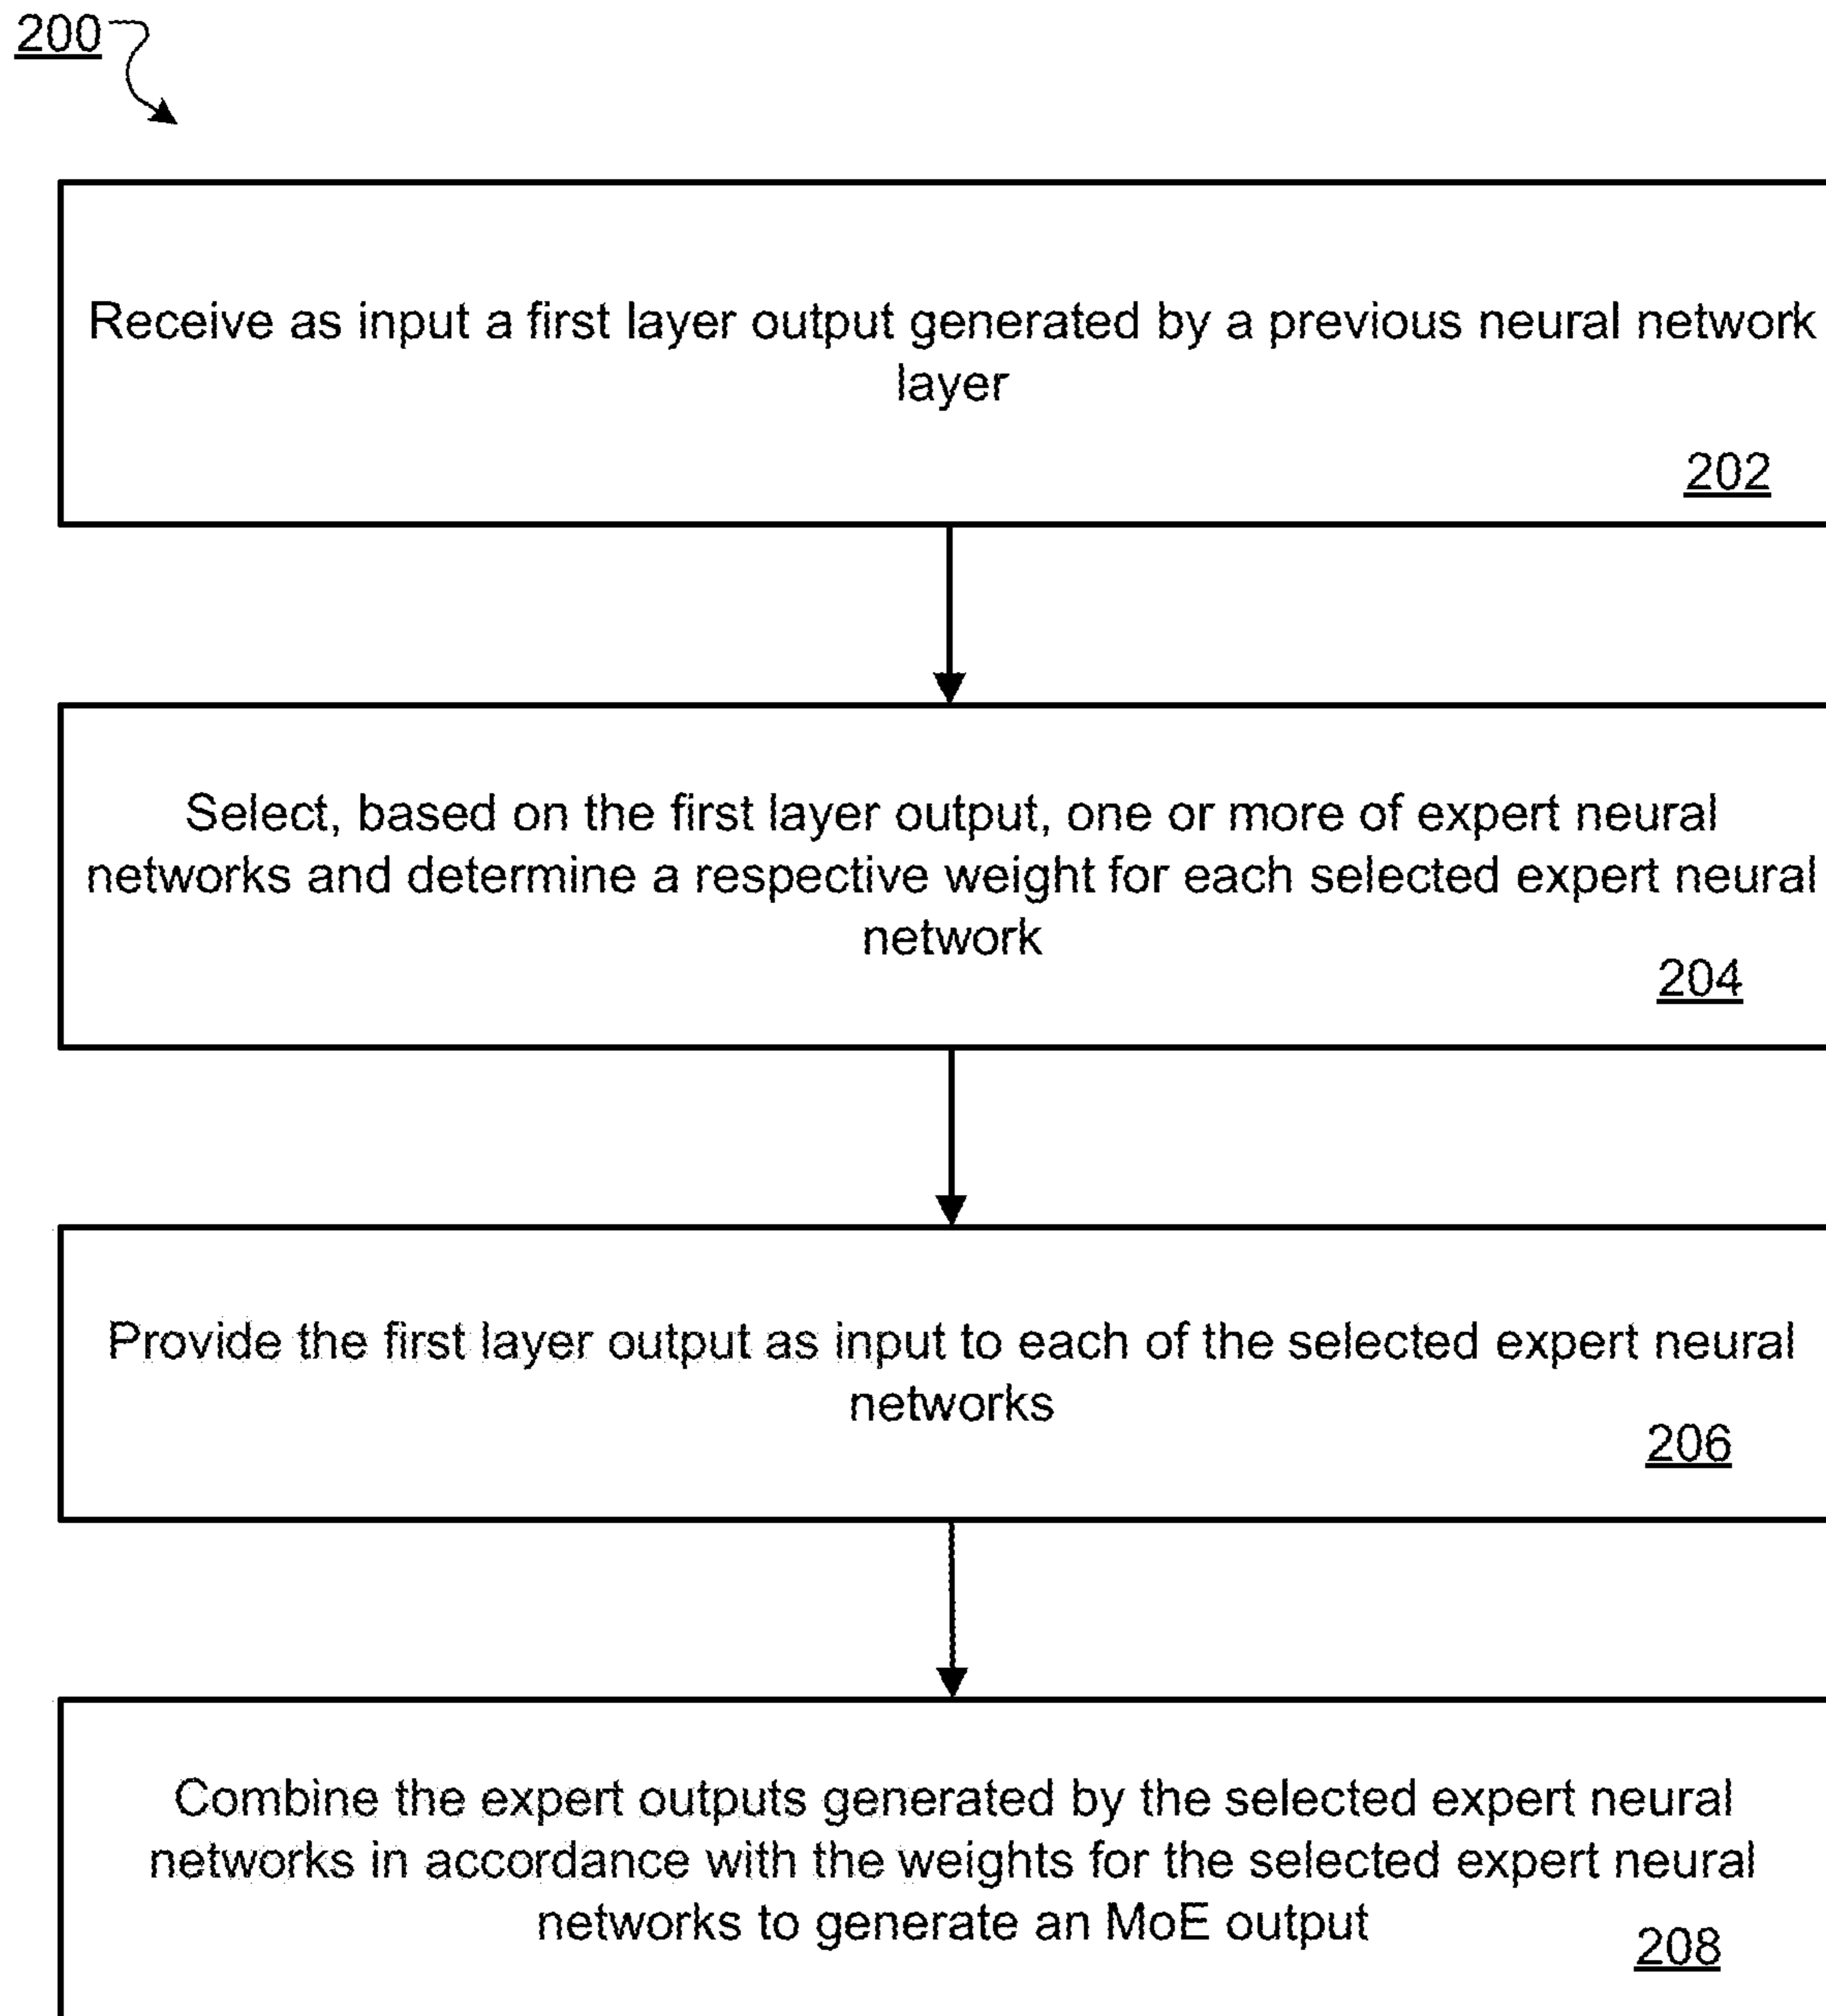 200
Receive as input a first layer output generated by a previous neural network
layer
202
Select, based on the first layer output, one or more of expert neural
networks and determine a respective weight for each selected expert neural
network
204
Provide the first layer output as input to each of the selected expert neural
networks
206
Combine the expert outputs generated by the selected expert neural
networks in accordance with the weights for the selected expert neural
networks to generate an MoE output
208